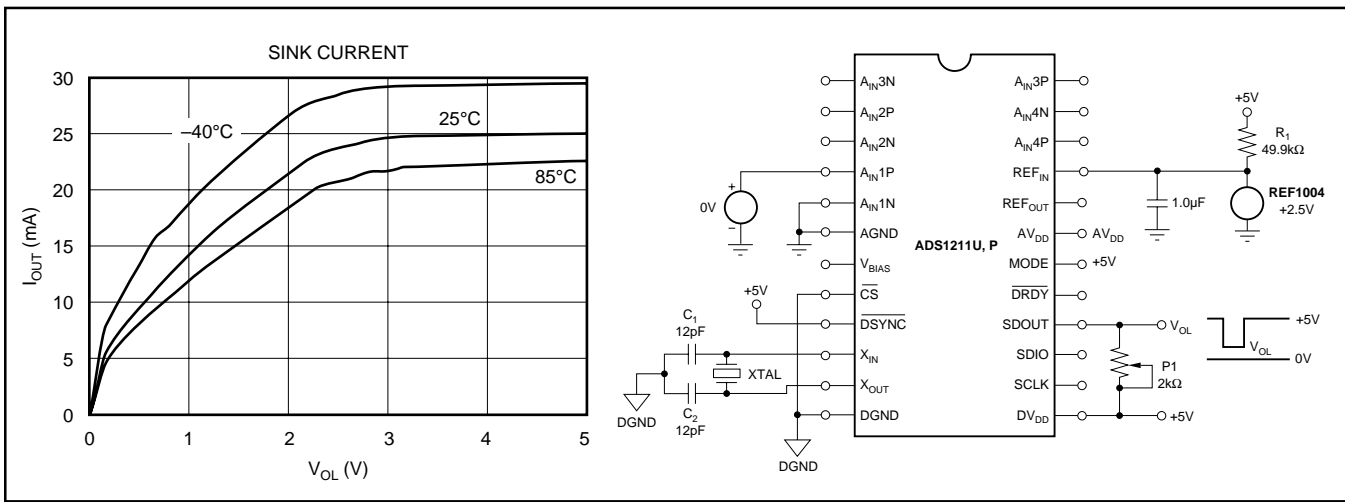 SINK CURRENT
30
25
20
15
10
5
0
I_OUT (mA)
–40°C
25°C
85°C
0 1 2 3 4 5
V_OL (V)
A_IN3N
A_IN2P
A_IN2N
A_IN1P
A_IN1N
AGND
V_BIAS
CS
DSYNC
X_IN
X_OUT
DGND
ADS1211U, P
A_IN3P
A_IN4N
A_IN4P
REF_IN
REF_OUT
AV_DD
MODE
DRDY
SDOUT
SDIO
SCLK
DV_DD
+
0V
–
+5V
C1
12pF
XTAL
C2
12pF
DGND
DGND
+5V
R1
49.9kΩ
1.0µF
REF1004
+2.5V
AV_DD
+5V
V_OL
P1
2kΩ
+5V
+5V
V_OL
0V